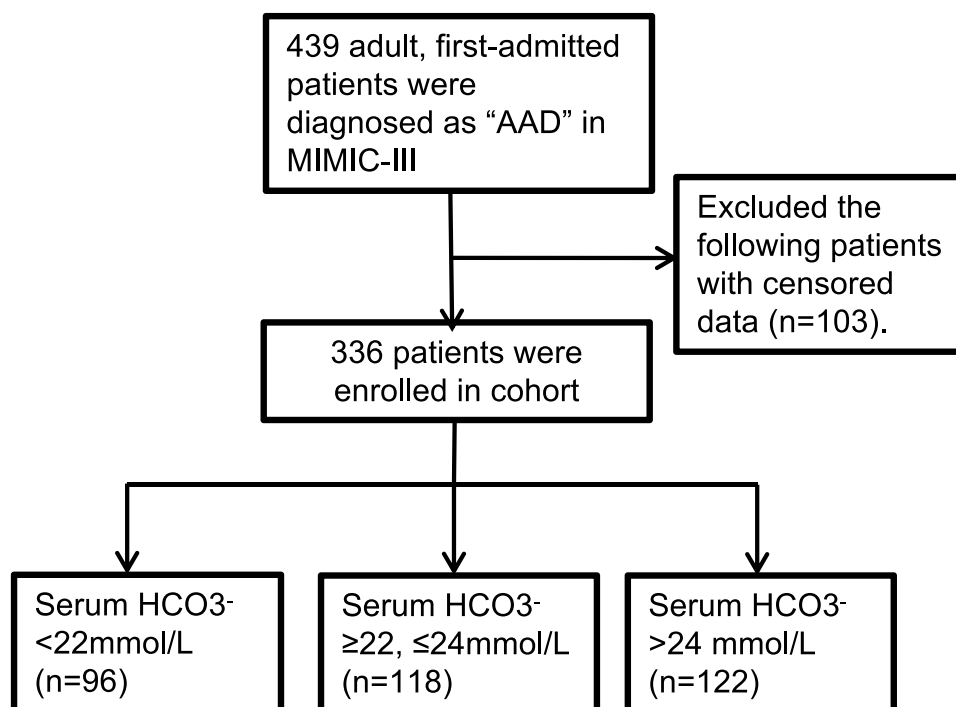 439 adult, first-admitted
patients were
diagnosed as “AAD” in
MIMIC-III
Excluded the
following patients
with censored
data (n=103).
336 patients were
enrolled in cohort
Serum HCO3-
<22mmol/L
(n=96)
Serum HCO3-
≥22, ≤24mmol/L
(n=118)
Serum HCO3-
>24 mmol/L
(n=122)